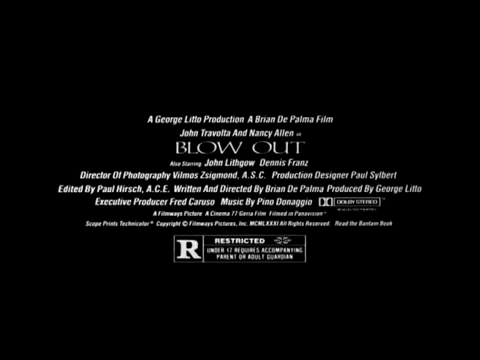 A George Litto Production A Brian De Palma Film
John Travolta And Nancy Allen in
BLOW OUT
Also Starring John Lithgow Dennis Franz
Director Of Photography Vilmos Zsigmond, A.S.C. Production Designer Paul Sylbert
Edited By Paul Hirsch, A.C.E. Written And Directed By Brian De Palma Produced By George Litto
Executive Producer Fred Caruso Music By Pino Donaggio DOLBY STEREO
A Filmways Picture A Cinema 77 Geria Film Filmed in Panavision
Scope Prints Technicolor® Copyright © Filmways Pictures, Inc. MCMLXXXI All Rights Reserved Read the Bantam Book
R RESTRICTED
UNDER 17 REQUIRES ACCOMPANYING
PARENT OR ADULT GUARDIAN